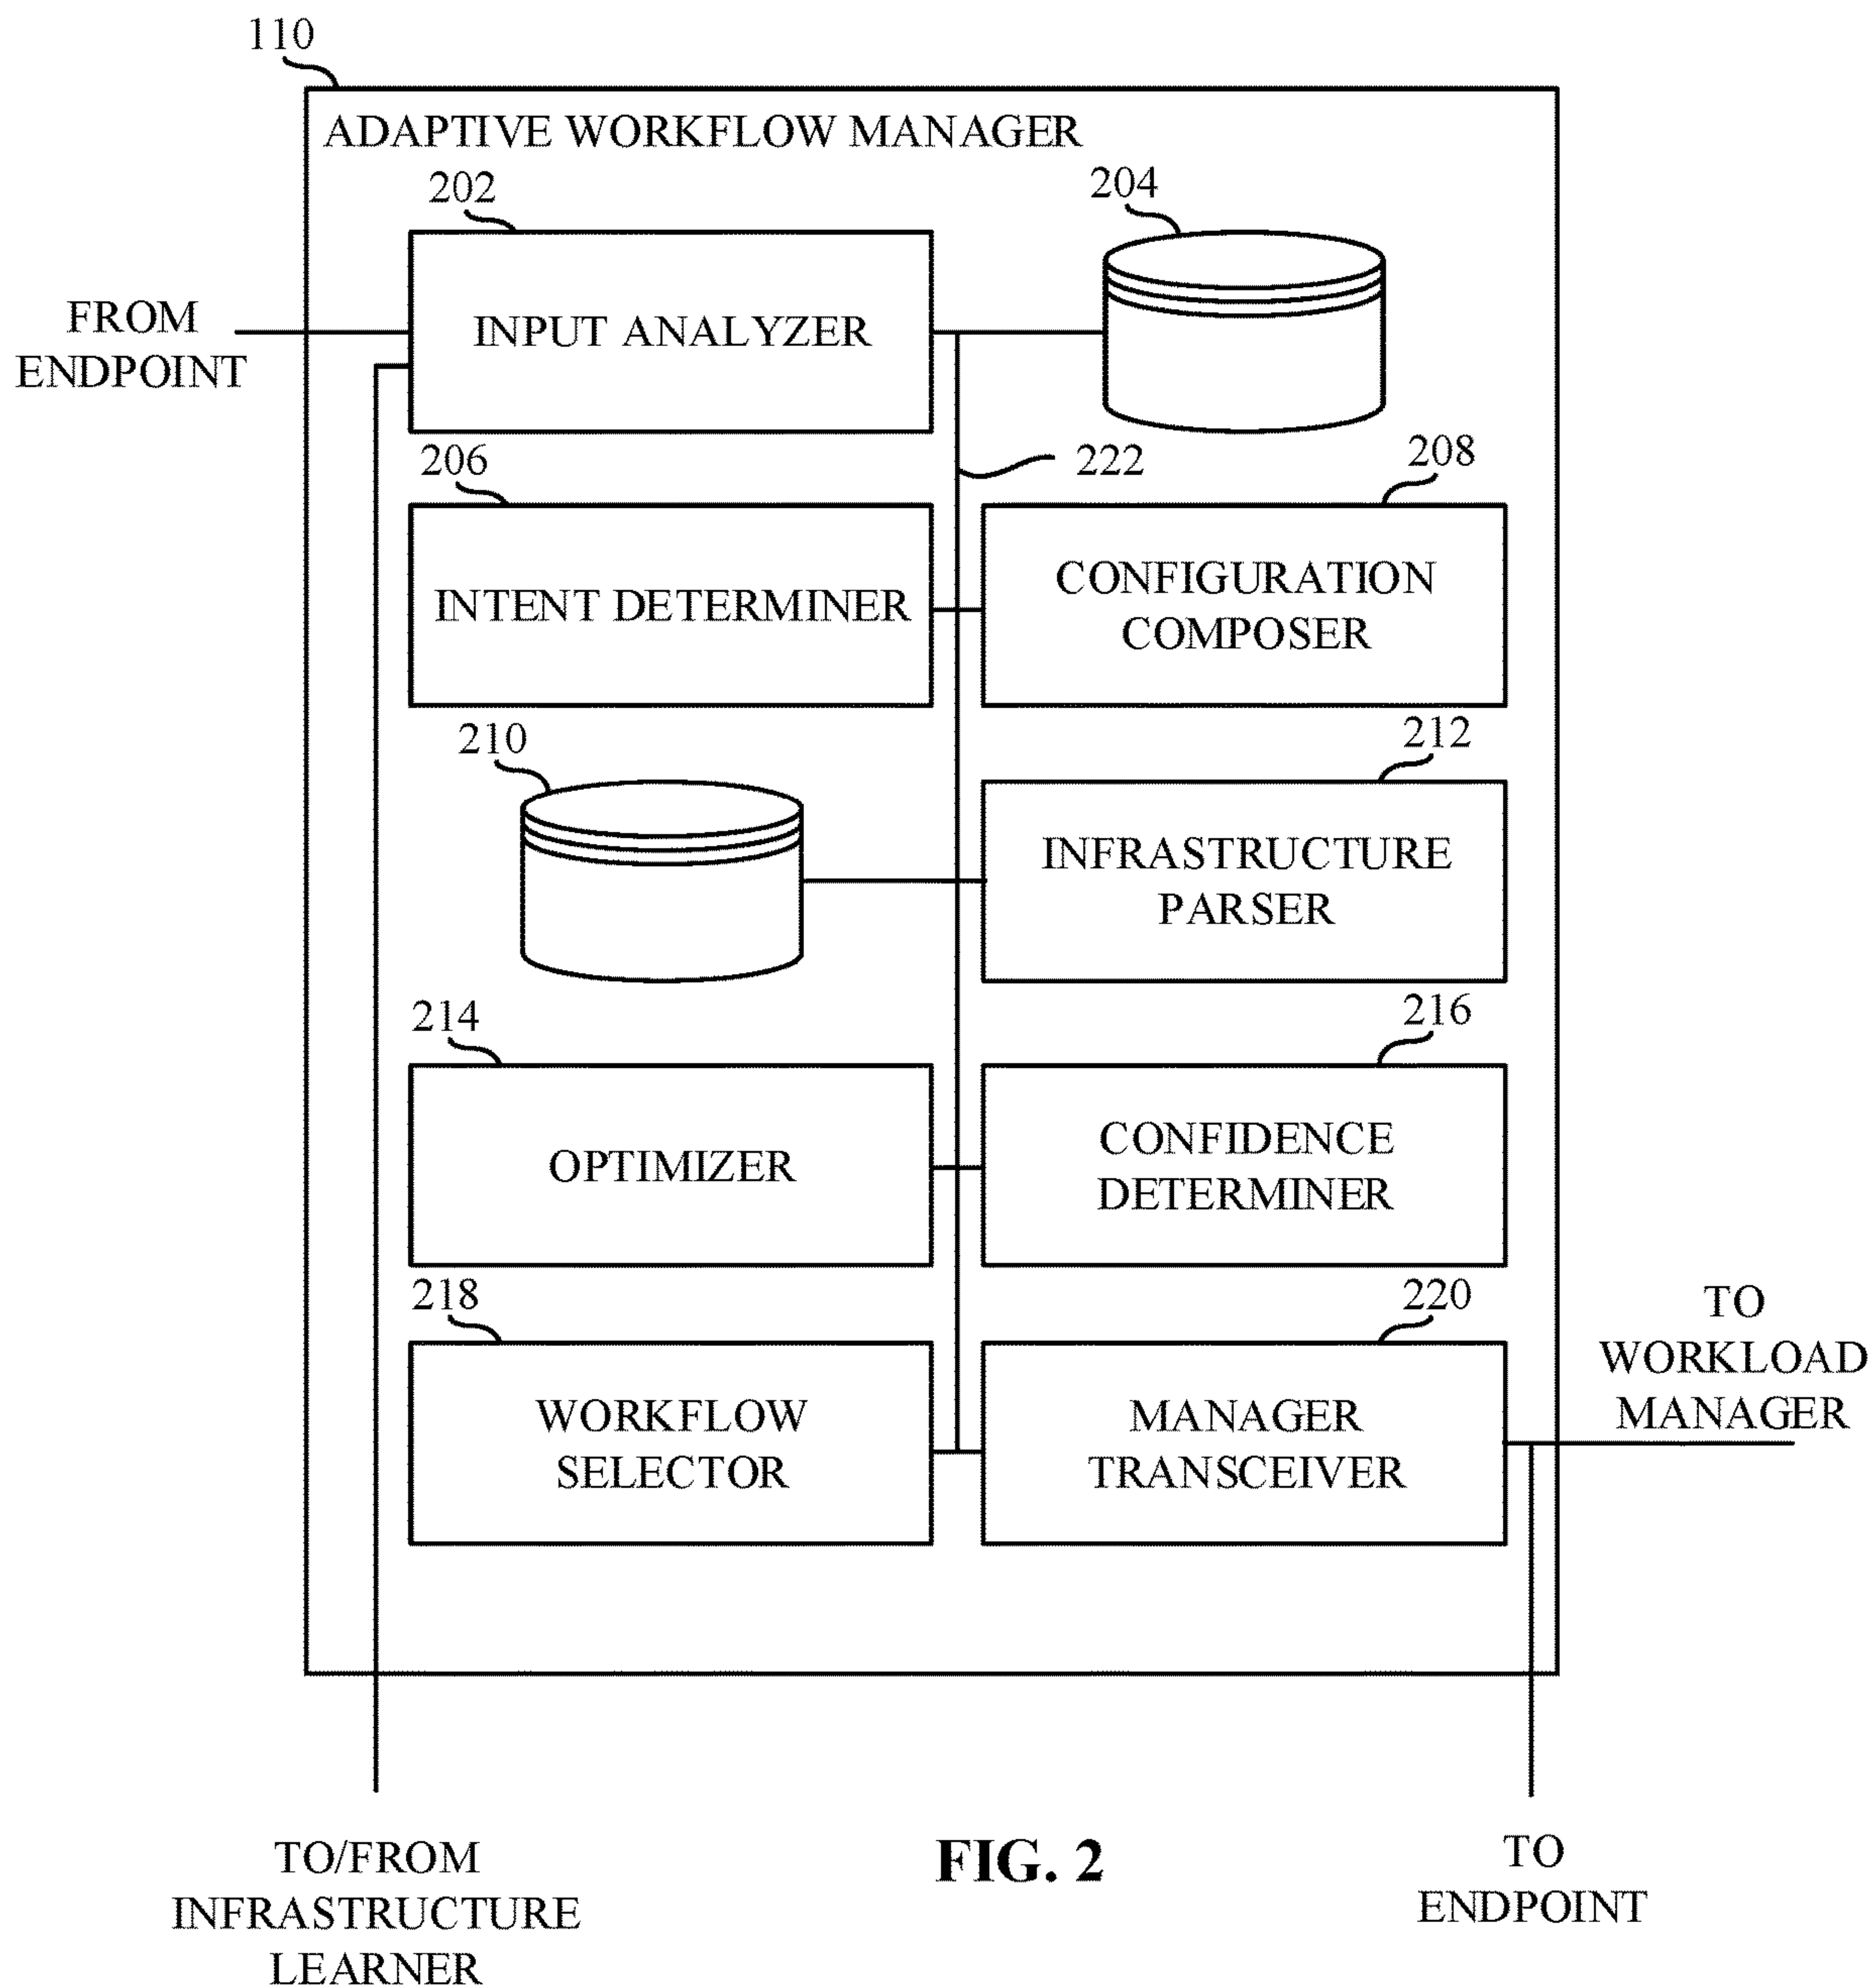 110
ADAPTIVE WORKFLOW MANAGER
202
204
FROM
ENDPOINT
INPUT ANALYZER
206
222
208
INTENT DETERMINER
CONFIGURATION
COMPOSER
210
212
INFRASTRUCTURE
PARSER
214
216
OPTIMIZER
CONFIDENCE
DETERMINER
218
220
TO
WORKLOAD
MANAGER
WORKFLOW
SELECTOR
MANAGER
TRANSCEIVER
TO/FROM
INFRASTRUCTURE
LEARNER
FIG. 2
TO
ENDPOINT